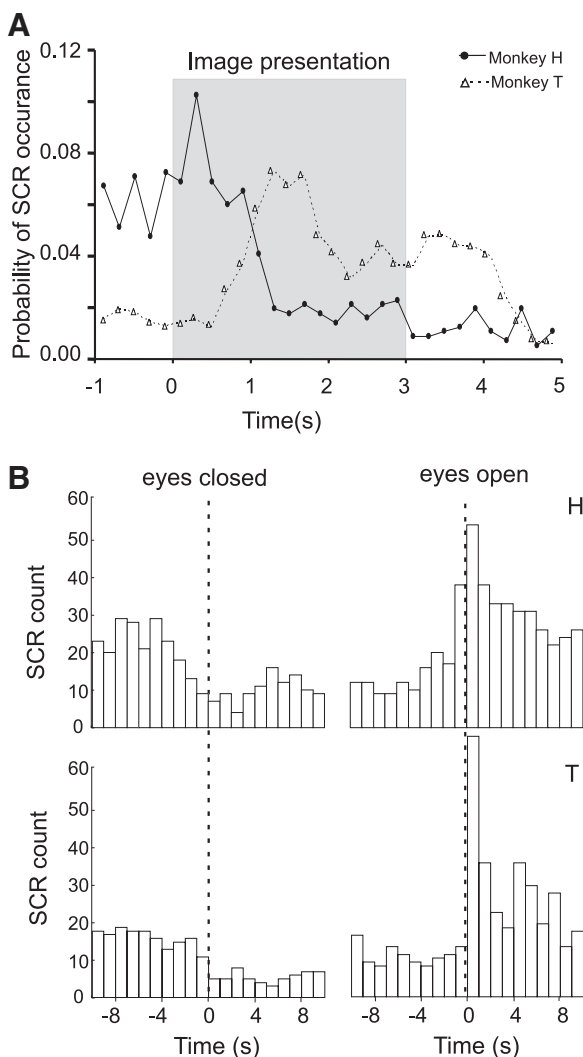 A
Image presentation
Monkey H
Monkey T
Probability of SCR occurance
0.12
0.08
0.04
0.00
-1 0 1 2 3 4 5
Time(s)
B
eyes closed
eyes open
H
SCR count
60
50
40
30
20
10
0
T
SCR count
60
50
40
30
20
10
0
-8 -4 0 4 8
-8 -4 0 4 8
Time (s)
Time (s)